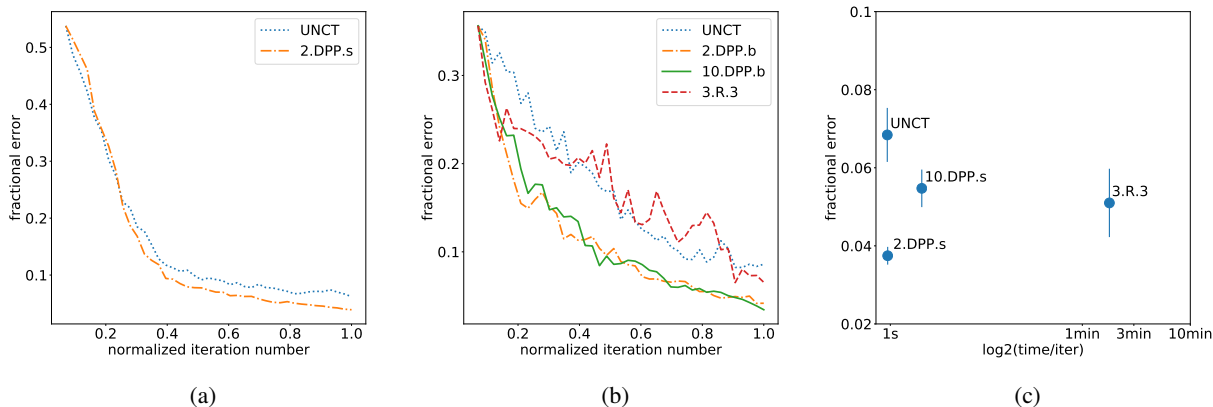 UNCT
2.DPP.s
0.5
0.4
0.3
0.2
0.1
fractional error
0.2
0.4
0.6
0.8
1.0
normalized iteration number
(a)
UNCT
2.DPP.b
10.DPP.b
3.R.3
0.3
0.2
0.1
fractional error
0.2
0.4
0.6
0.8
1.0
normalized iteration number
(b)
0.1
0.08
0.06
0.04
0.02
fractional error
UNCT
10.DPP.s
3.R.3
2.DPP.s
1s
1min
3min
10min
log2(time/iter)
(c)